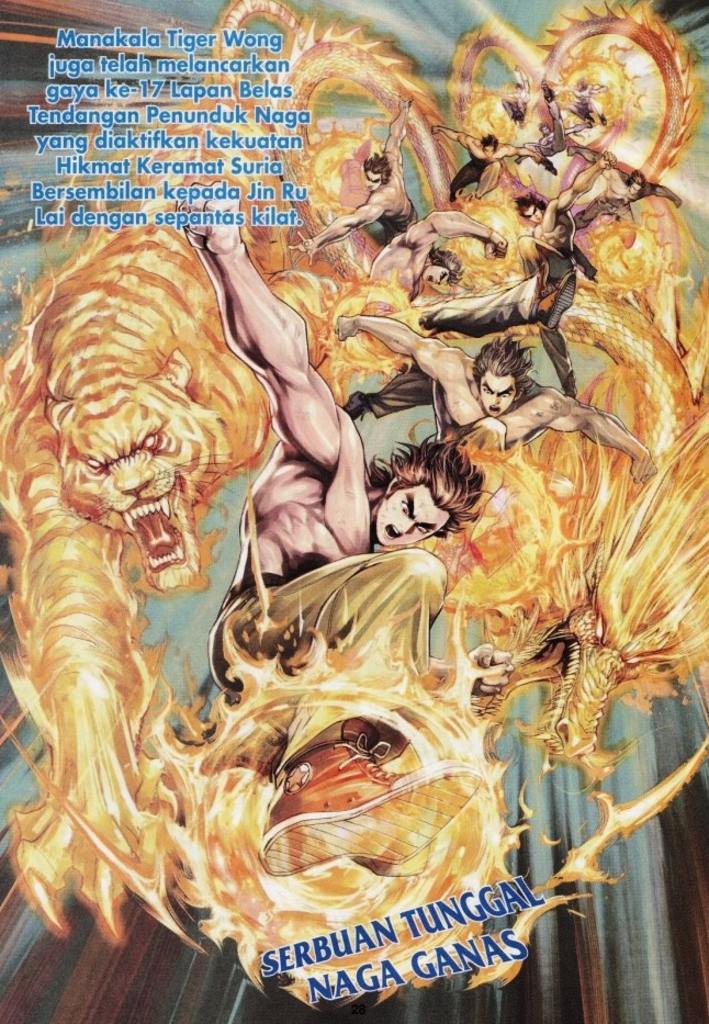 Manakala Tiger Wong
juga telah melancarkan
gaya ke-17 Lapan Belas
Tendangan Penunduk Naga
yang diaktifkan kekuatan
Hikmat Keramat Suria
Bersembilan kepada Jin Ru
Lai dengan sepantas kilat.
SERBUAN TUNGGAL
NAGA GANAS
28